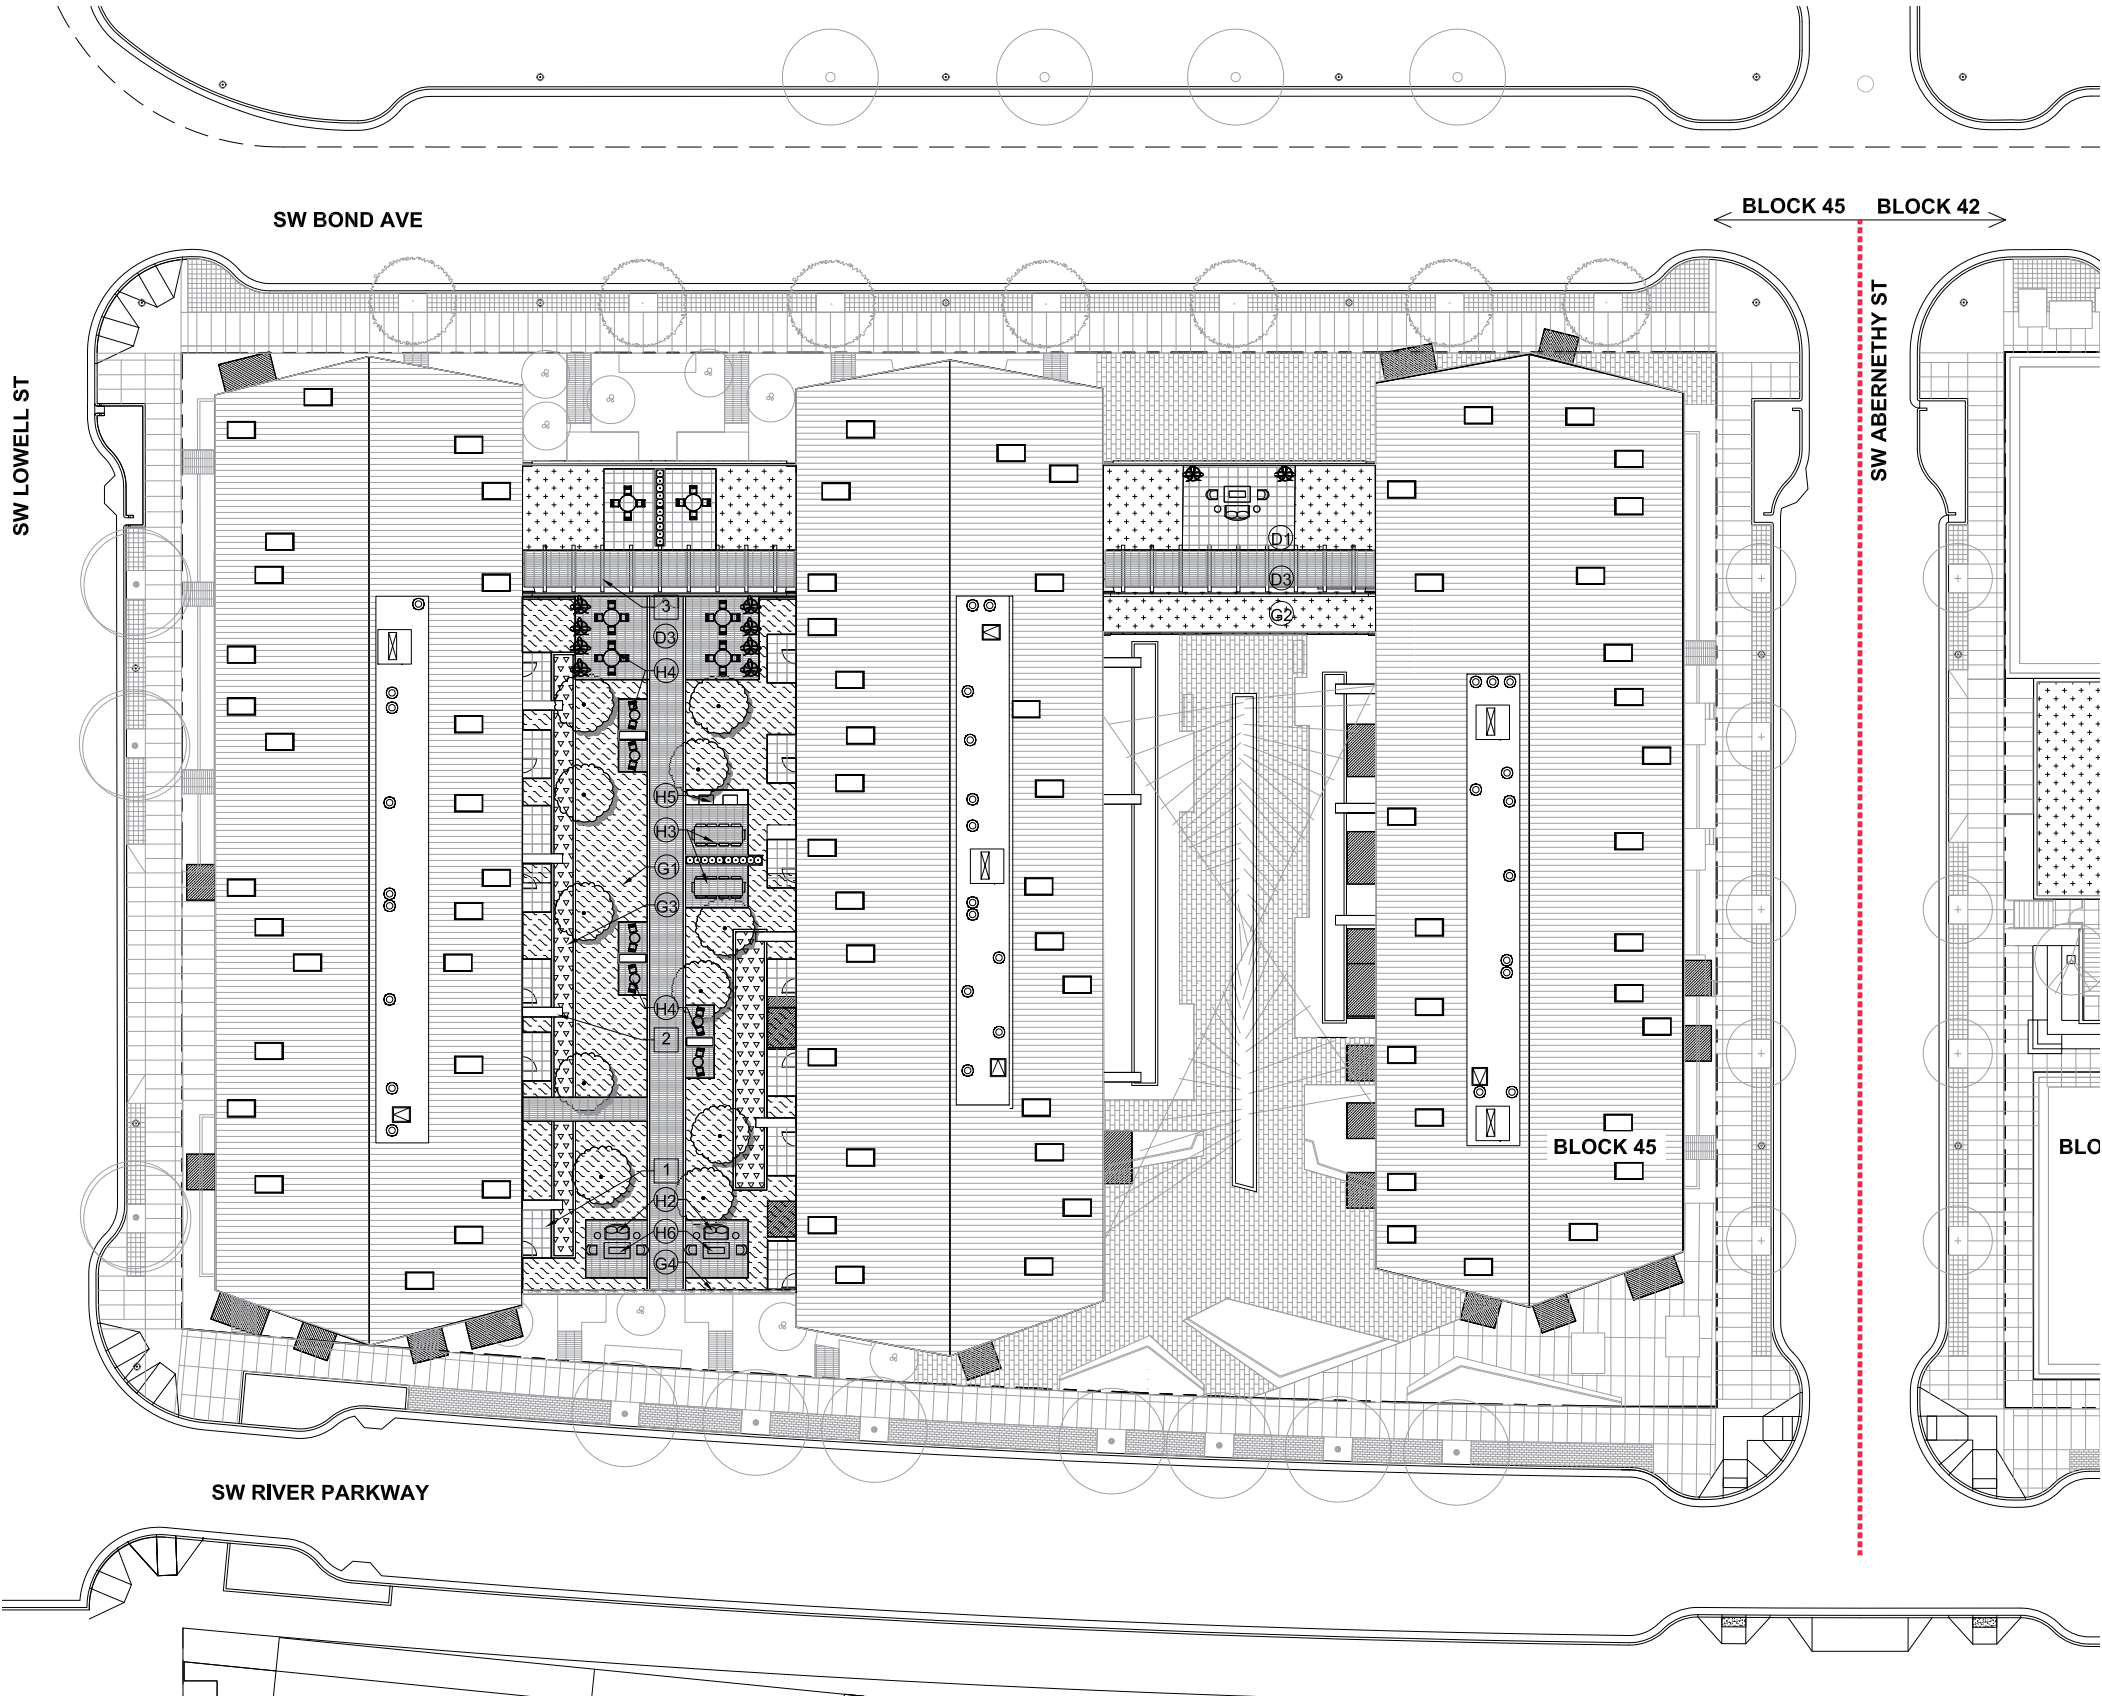 BLOCK 45
BLOCK 42
SW BOND AVE
SW ABERNETHY ST
SW LOWELL ST
D1
D3
G2
3
D3
H4
H5
H3
G1
G3
H4
2
1
H2
H6
G4
BLOCK 45
BLO
SW RIVER PARKWAY